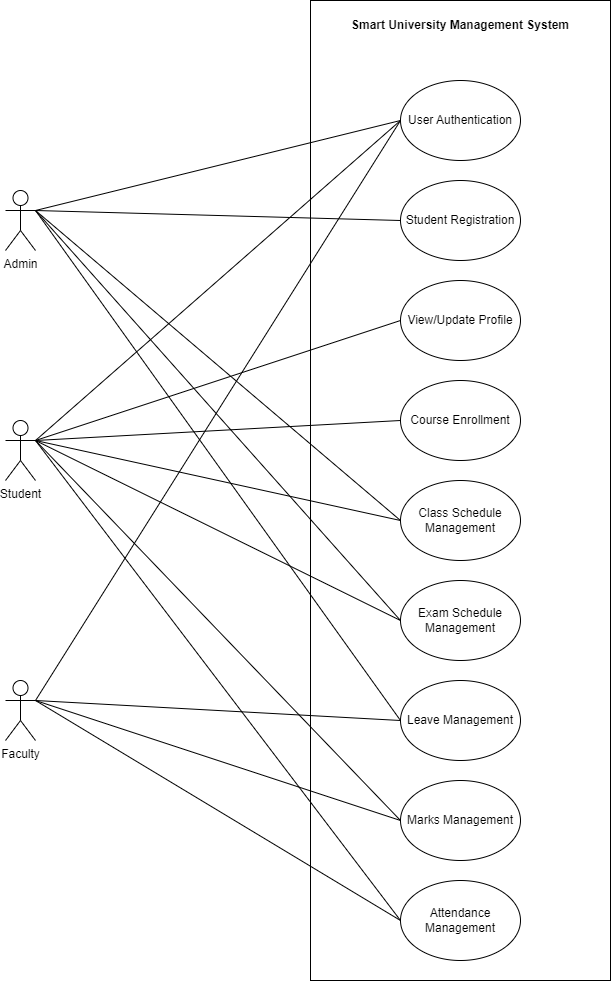 Smart University Management System
User Authentication
Student Registration
Admin
View/Update Profile
Course Enrollment
Student
Class Schedule
Management
Exam Schedule
Management
Leave Management
Faculty
Marks Management
Attendance
Management